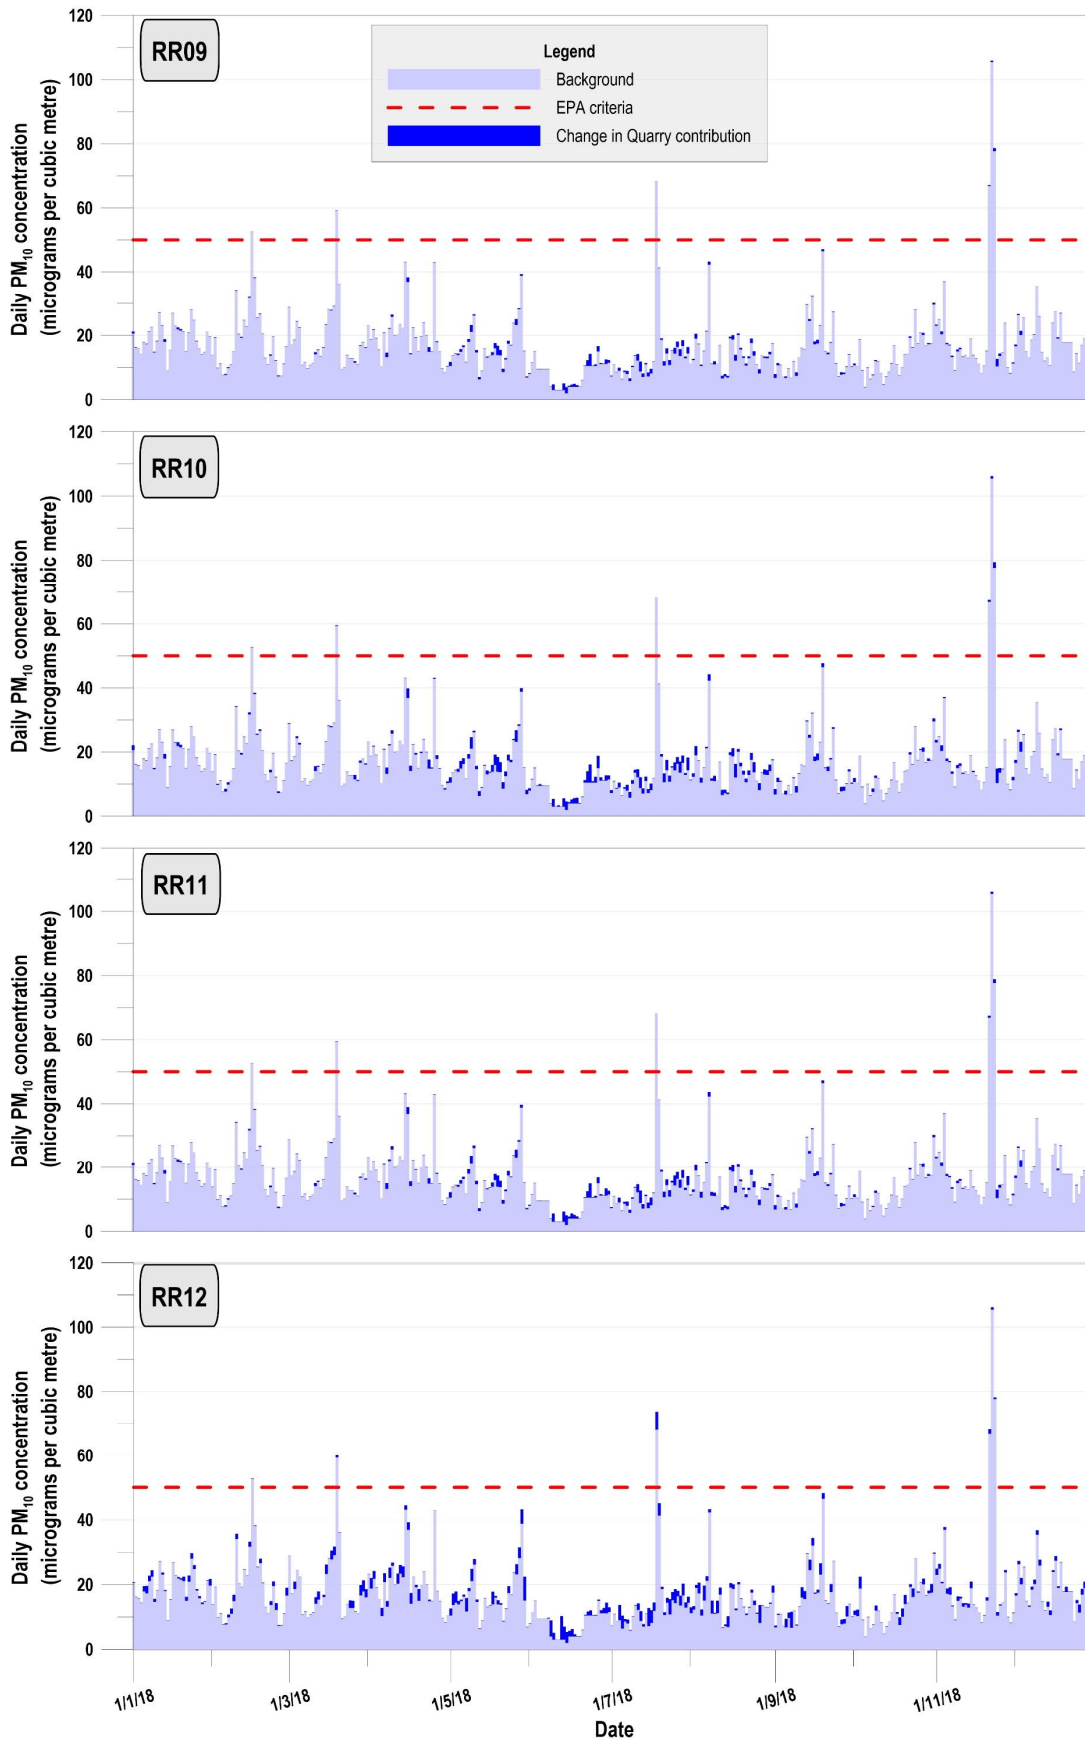 120
100
80
60
40
20
0
Daily PM₁₀ concentration
(micrograms per cubic metre)
RR09
Legend
Background
EPA criteria
Change in Quarry contribution
120
100
80
60
40
20
0
Daily PM₁₀ concentration
(micrograms per cubic metre)
RR10
120
100
80
60
40
20
0
Daily PM₁₀ concentration
(micrograms per cubic metre)
RR11
120
100
80
60
40
20
0
Daily PM₁₀ concentration
(micrograms per cubic metre)
RR12
1/1/18
1/3/18
1/5/18
1/7/18
1/9/18
1/11/18
Date